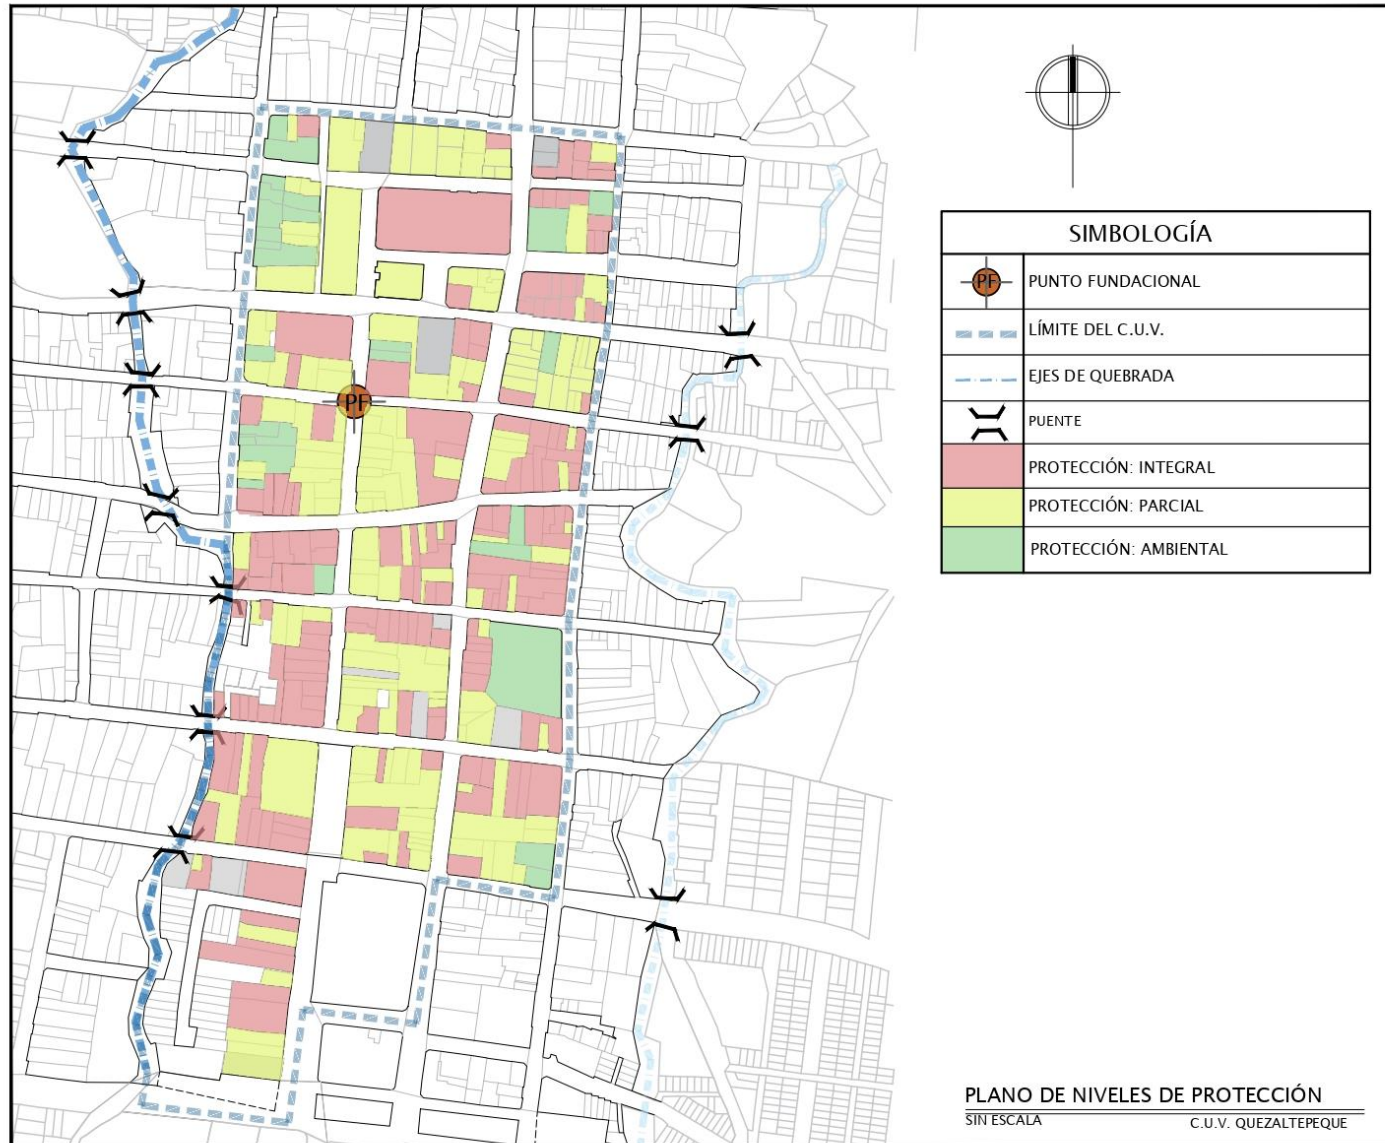 SIMBOLOGÍA
PF PUNTO FUNDACIONAL
LÍMITE DEL C.U.V.
EJES DE QUEBRADA
PUENTE
PROTECCIÓN: INTEGRAL
PROTECCIÓN: PARCIAL
PROTECCIÓN: AMBIENTAL
PF
PLANO DE NIVELES DE PROTECCIÓN
SIN ESCALA C.U.V. QUEZALTEPEQUE